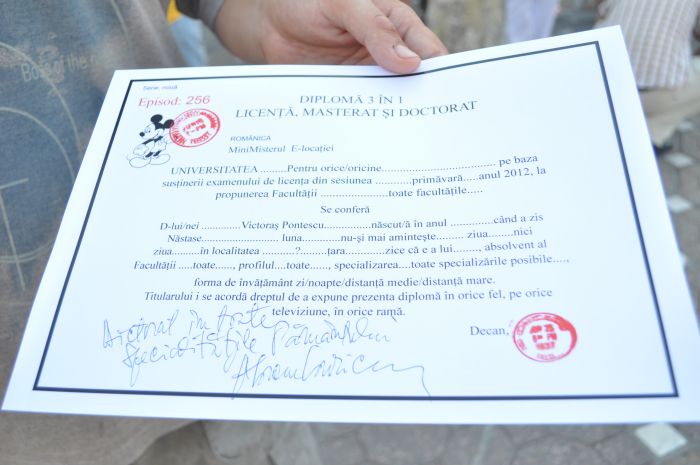 Serie: nouă
Episod: 256
DIPLOMĂ 3 ÎN 1
LICENȚĂ, MASTERAT ȘI DOCTORAT
ROMÂNICA
MiniMisterul E-locației
UNIVERSITATEA .........Pentru orice/oricine...................................... pe baza
susținerii examenului de licența din sesiunea ............primăvară.....anul 2012, la
propunerea Facultății .......................toate facultățile.....
Se conferă
D-lui/nei .............Victoraș Pontescu...............născut/ă în anul ...............când a zis
Năstase.......................... luna............nu-și mai amintește.......... ziua........nici
ziua..........în localitatea ............?........țara..............zice că e a lui........., absolvent al
Facultății .....toate......, profilul....toate......, specializarea....toate specializările posibile....,
forma de învățământ zi/noapte/distanță medie/distanță mare.
Titularului i se acordă dreptul de a expune prezenta diplomă în orice fel, pe orice
televiziune, în orice ramă.
Decan,
în toate
Specialitățile Pământului